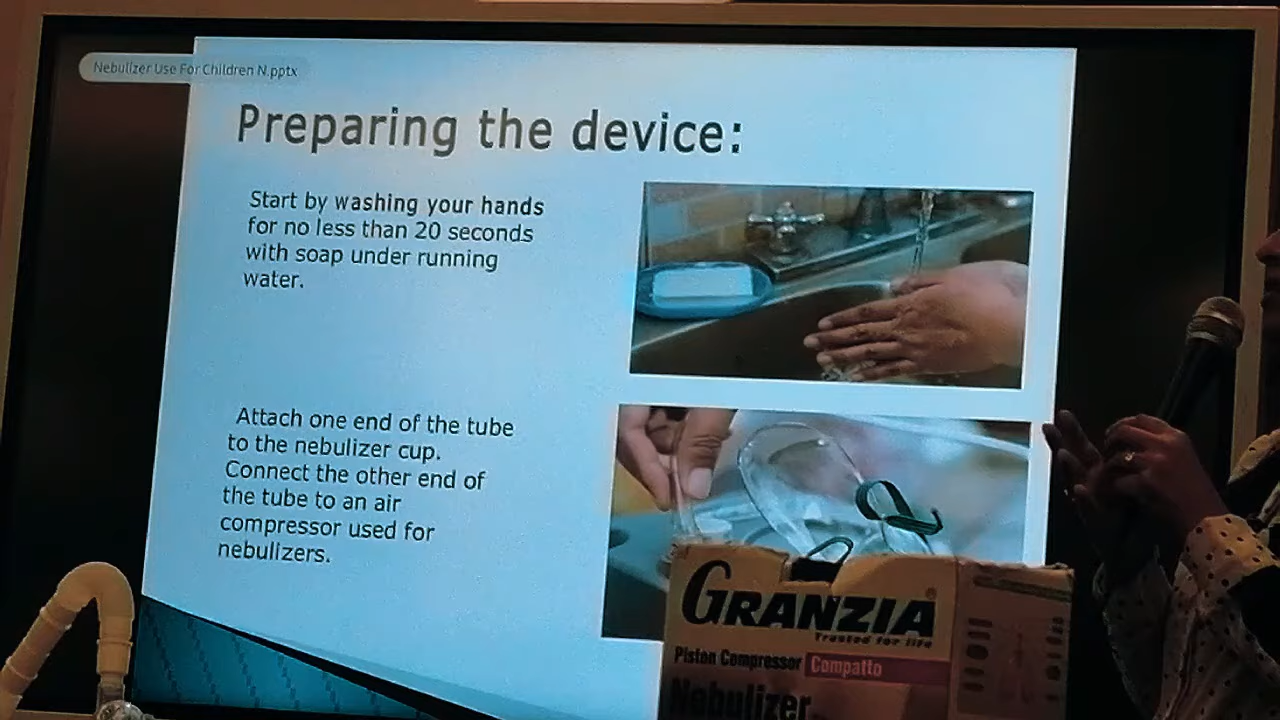 Nebulizer Use For Children N.pptx
Preparing the device:
Start by washing your hands
for no less than 20 seconds
with soap under running
water.
Attach one end of the tube
to the nebulizer cup.
Connect the other end of
the tube to an air
compressor used for
nebulizers.
GRANZIA®
Trusted for life
Piston Compressor Compatto
Nebulizer